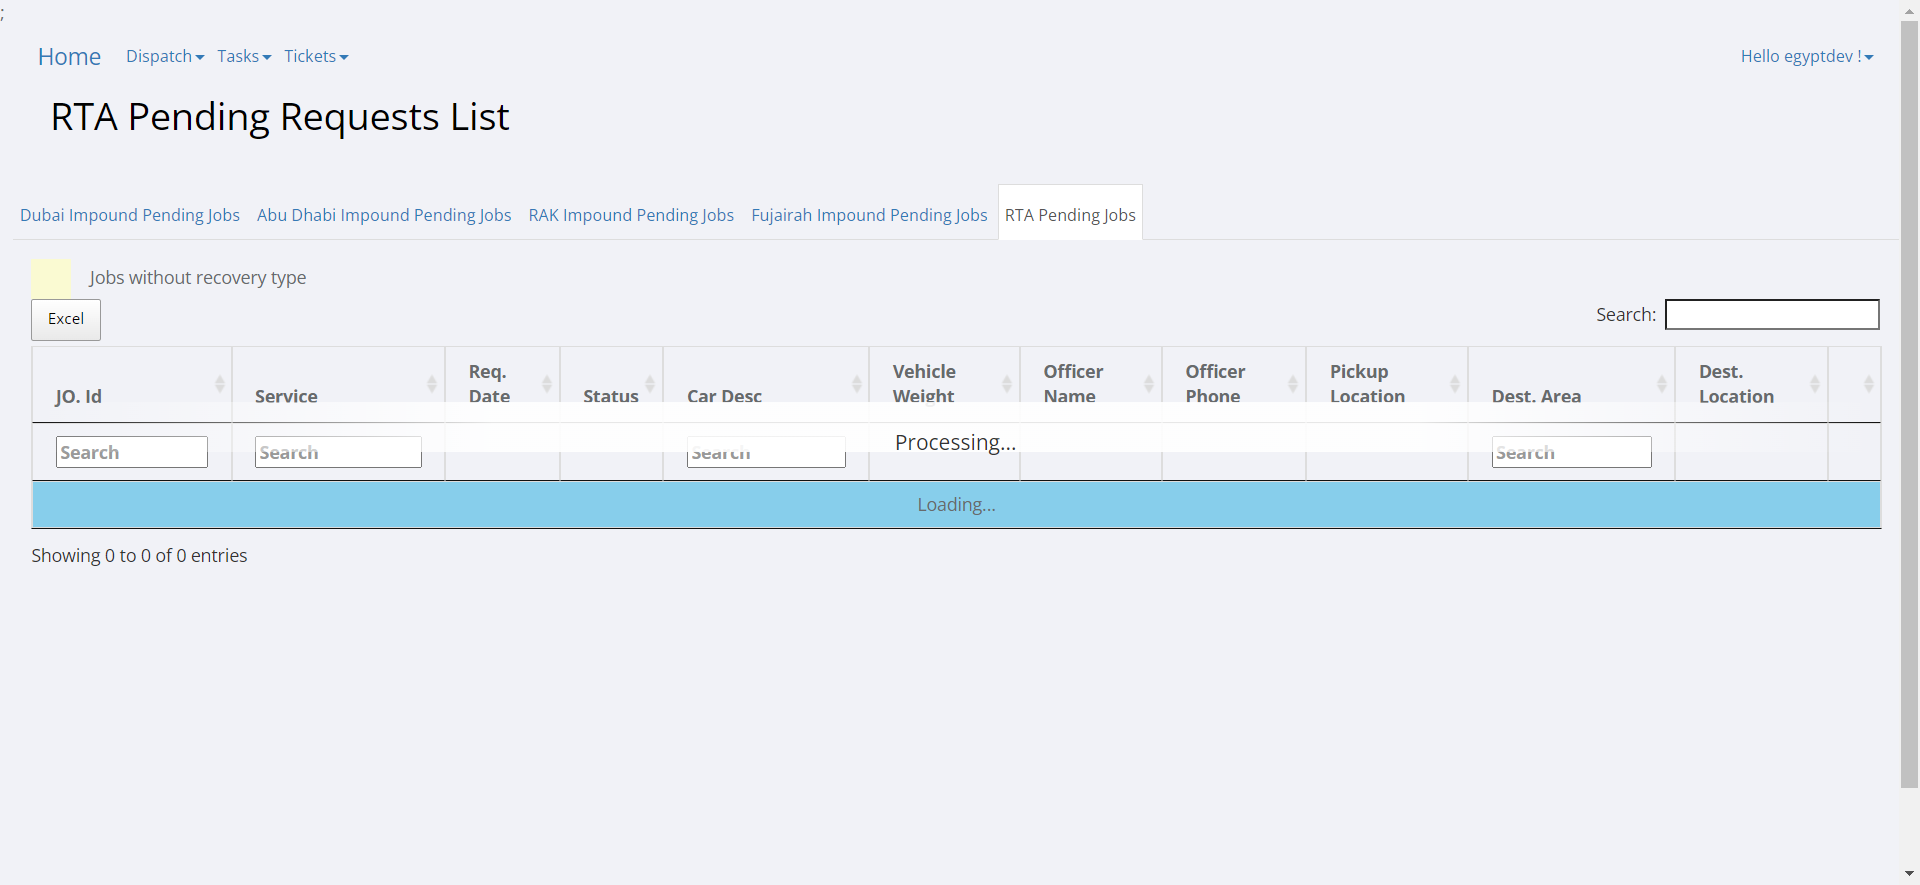 ;
Home Dispatch Tasks Tickets Hello egyptdev !
RTA Pending Requests List
Dubai Impound Pending Jobs Abu Dhabi Impound Pending Jobs RAK Impound Pending Jobs Fujairah Impound Pending Jobs RTA Pending Jobs
Jobs without recovery type
Excel Search:
JO. Id Service Req. Date Status Car Desc Vehicle Weight Officer Name Officer Phone Pickup Location Dest. Area Dest. Location
Search Search Search Processing... Search
Loading...
Showing 0 to 0 of 0 entries